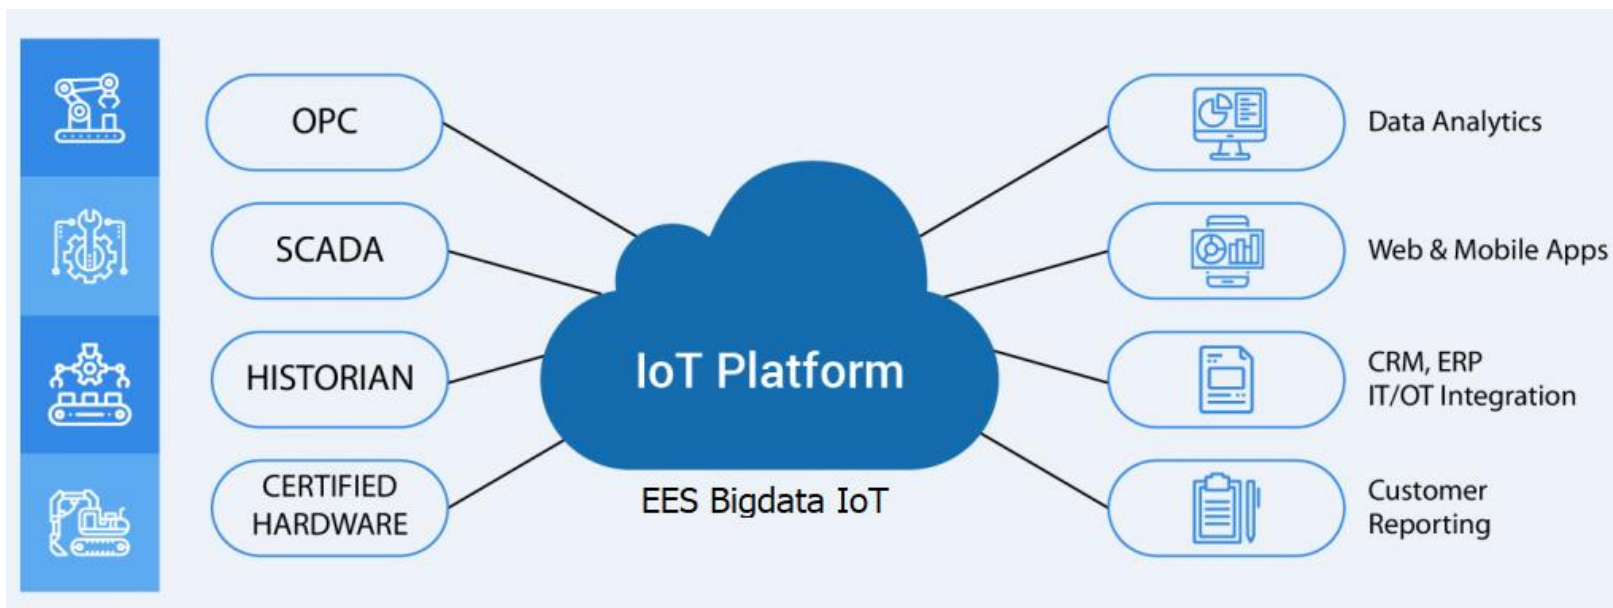 OPC
SCADA
HISTORIAN
CERTIFIED
HARDWARE
IoT Platform
EES Bigdata IoT
Data Analytics
Web & Mobile Apps
CRM, ERP
IT/OT Integration
Customer
Reporting